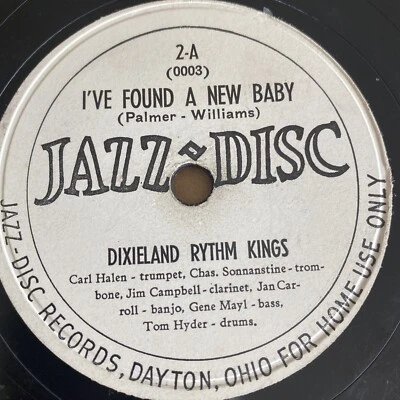 2-A
(0003)
I'VE FOUND A NEW BABY
(Palmer - Williams)
JAZZ-DISC
DIXIELAND RYTHM KINGS
Carl Halen - trumpet, Chas. Sonnanstine - trom-
bone, Jim Campbell - clarinet, Jan Car-
roll - banjo, Gene Mayl - bass,
Tom Hyder - drums.
JAZZ-DISC RECORDS, DAYTON, OHIO FOR HOME USE ONLY